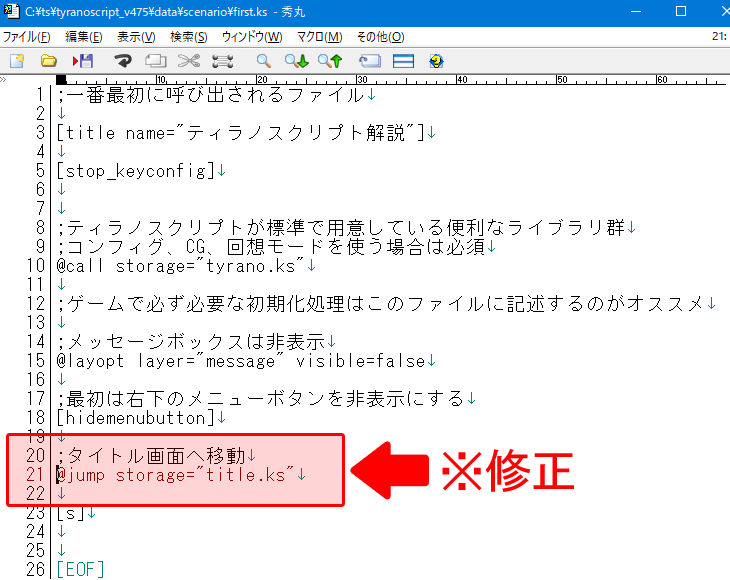 C:¥ts¥tyranoscript_v475¥data¥scenario¥first.ks - 秀丸
ファイル(F) 編集(E) 表示(V) 検索(S) ウィンドウ(W) マクロ(M) その他(O) 21:
10 20 30 40 50 60
1 ;一番最初に呼び出されるファイル↓
2 ↓
3 [title name="ティラノスクリプト解説"]↓
4 ↓
5 [stop_keyconfig]↓
6 ↓
7 ↓
8 ;ティラノスクリプトが標準で用意している便利なライブラリ群↓
9 ;コンフィグ、CG、回想モードを使う場合は必須↓
10 @call storage="tyrano.ks"↓
11 ↓
12 ;ゲームで必ず必要な初期化処理はこのファイルに記述するのがオススメ↓
13 ↓
14 ;メッセージボックスは非表示↓
15 @layopt layer="message" visible=false↓
16 ↓
17 ;最初は右下のメニューボタンを非表示にする↓
18 [hidemenubutton]↓
19 ↓
20 ;タイトル画面へ移動↓
21 @jump storage="title.ks"↓
22 ↓
※修正
23 [s]↓
24 ↓
25 ↓
26 [EOF]